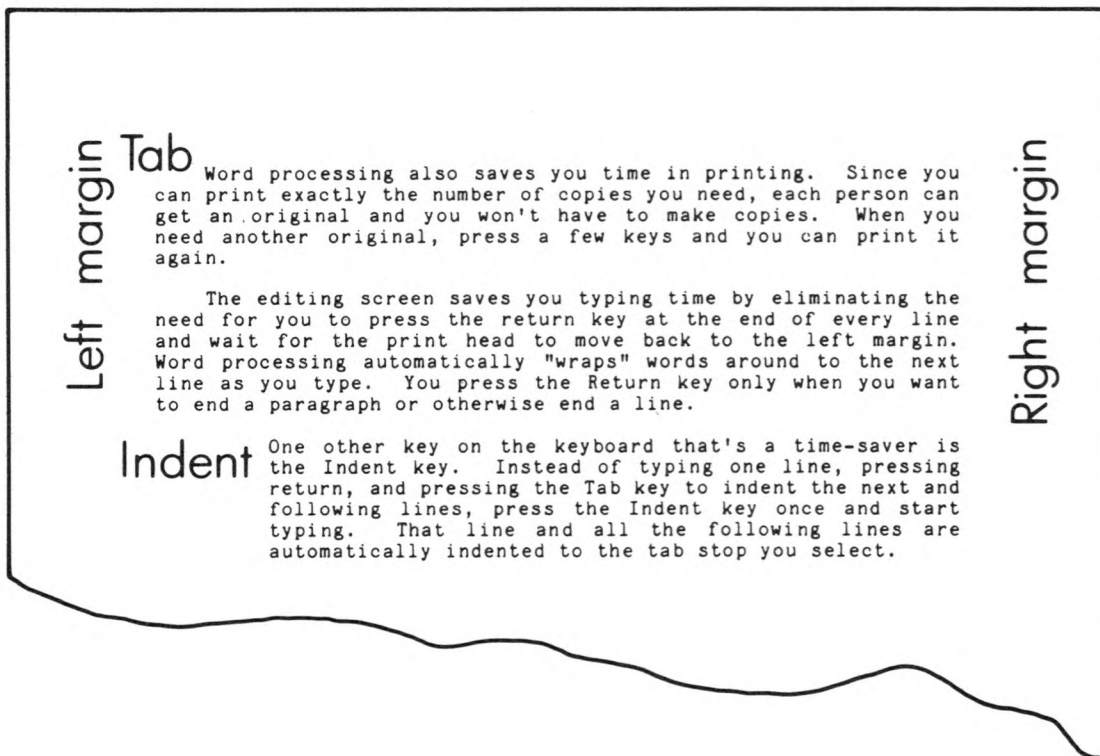 Left margin
Tab
Word processing also saves you time in printing. Since you
can print exactly the number of copies you need, each person can
get an original and you won't have to make copies. When you
need another original, press a few keys and you can print it
again.
The editing screen saves you typing time by eliminating the
need for you to press the return key at the end of every line
and wait for the print head to move back to the left margin.
Word processing automatically "wraps" words around to the next
line as you type. You press the Return key only when you want
to end a paragraph or otherwise end a line.
Indent
One other key on the keyboard that's a time-saver is
the Indent key. Instead of typing one line, pressing
return, and pressing the Tab key to indent the next and
following lines, press the Indent key once and start
typing. That line and all the following lines are
automatically indented to the tab stop you select.
Right margin